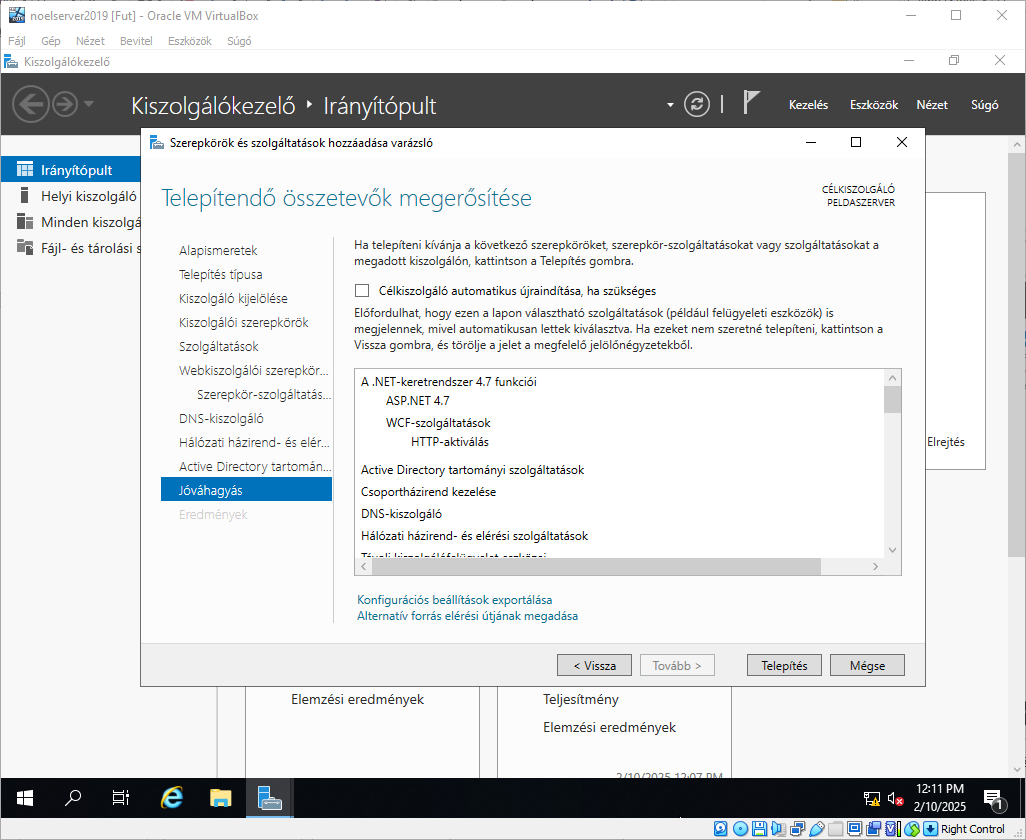 noelserver2019 [Fut] - Oracle VM VirtualBox
Fájl Gép Nézet Bevitel Eszközök Súgó
Kiszolgálókezelő
Kiszolgálókezelő Irányítópult
Kezelés Eszközök Nézet Súgó
Irányítópult
Helyi kiszolgáló
Minden kiszolgá
Fájl- és tárolási s
Szerepkörök és szolgáltatások hozzáadása varázsló
Telepítendő összetevők megerősítése
CÉLKISZOLGÁLÓ
PELDASZERVER
Alapismeretek
Telepítés típusa
Kiszolgáló kijelölése
Kiszolgálói szerepkörök
Szolgáltatások
Webkiszolgálói szerepkör...
Szerepkör-szolgáltatás...
DNS-kiszolgáló
Hálózati házirend- és elér...
Active Directory tartomán...
Jóváhagyás
Eredmények
Ha telepíteni kívánja a következő szerepköröket, szerepkör-szolgáltatásokat vagy szolgáltatásokat a
megadott kiszolgálón, kattintson a Telepítés gombra.
Célkiszolgáló automatikus újraindítása, ha szükséges
Előfordulhat, hogy ezen a lapon választható szolgáltatások (például felügyeleti eszközök) is
megjelennek, mivel automatikusan lettek kiválasztva. Ha ezeket nem szeretné telepíteni, kattintson a
Vissza gombra, és törölje a jelet a megfelelő jelölőnégyzetekből.
A .NET-keretrendszer 4.7 funkciói
ASP.NET 4.7
WCF-szolgáltatások
HTTP-aktiválás
Active Directory tartományi szolgáltatások
Csoportházirend kezelése
DNS-kiszolgáló
Hálózati házirend- és elérési szolgáltatások
Távoli kiszolgálófelügyelet eszközei
Konfigurációs beállítások exportálása
Alternatív forrás elérési útjának megadása
< Vissza Tovább > Telepítés Mégse
Elrejtés
Elemzési eredmények
Teljesítmény
Elemzési eredmények
2/10/2025 12:07 PM
12:11 PM
2/10/2025
1
Right Control